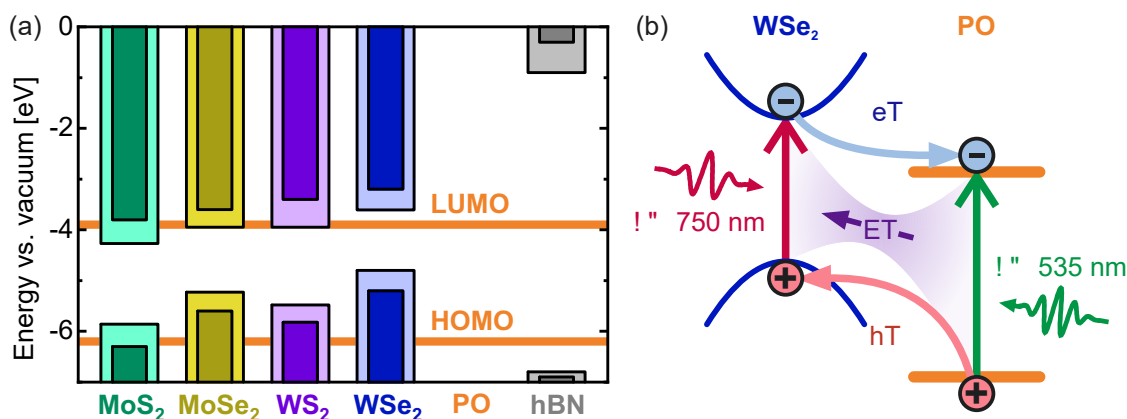 (a)
0
-2
-4
-6
Energy vs. vacuum [eV]
LUMO
HOMO
MoS₂
MoSe₂
WS₂
WSe₂
PO
hBN
(b)
WSe₂
PO
eT
! " 750 nm
ET
! " 535 nm
hT
−
−
+
+